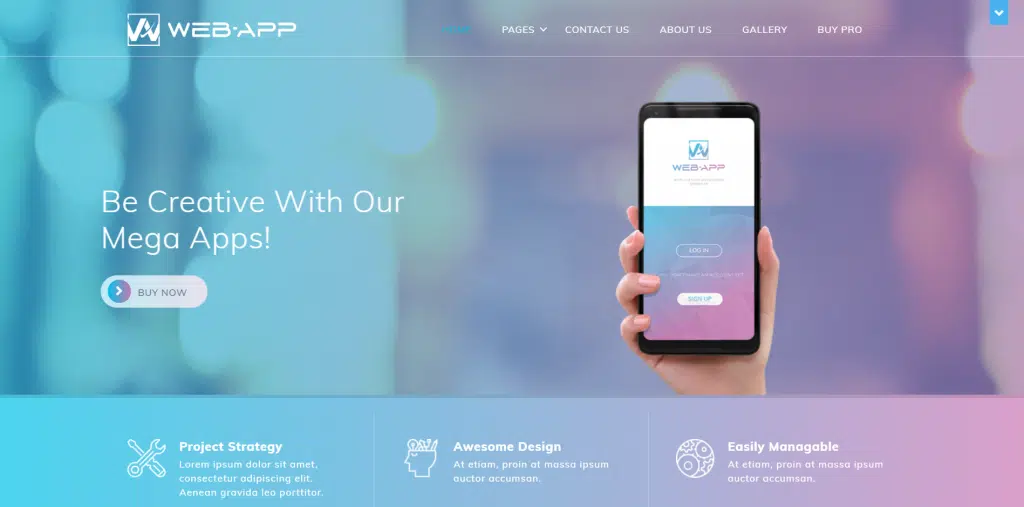 WEB·APP
HOME
PAGES
CONTACT US
ABOUT US
GALLERY
BUY PRO
Be Creative With Our
Mega Apps!
BUY NOW
WEB·APP
LOG IN
SIGN UP
Project Strategy
Lorem ipsum dolor sit amet,
consectetur adipiscing elit.
Aenean gravida leo porttitor.
Awesome Design
At etiam, proin at massa ipsum
auctor accumsan.
Easily Managable
At etiam, proin at massa ipsum
auctor accumsan.